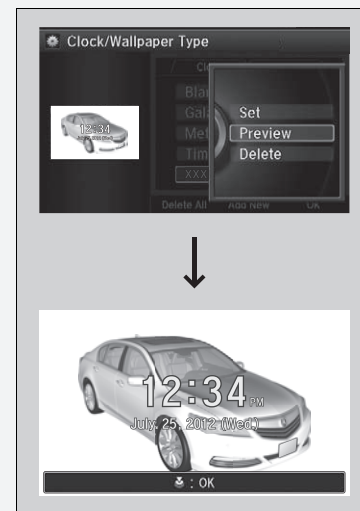 Clock/Wallpaper Type
12:34
Set
Preview
Delete
XXX
Delete All Add New OK
12:34 PM
July, 25, 2012 (Wed.)
: OK